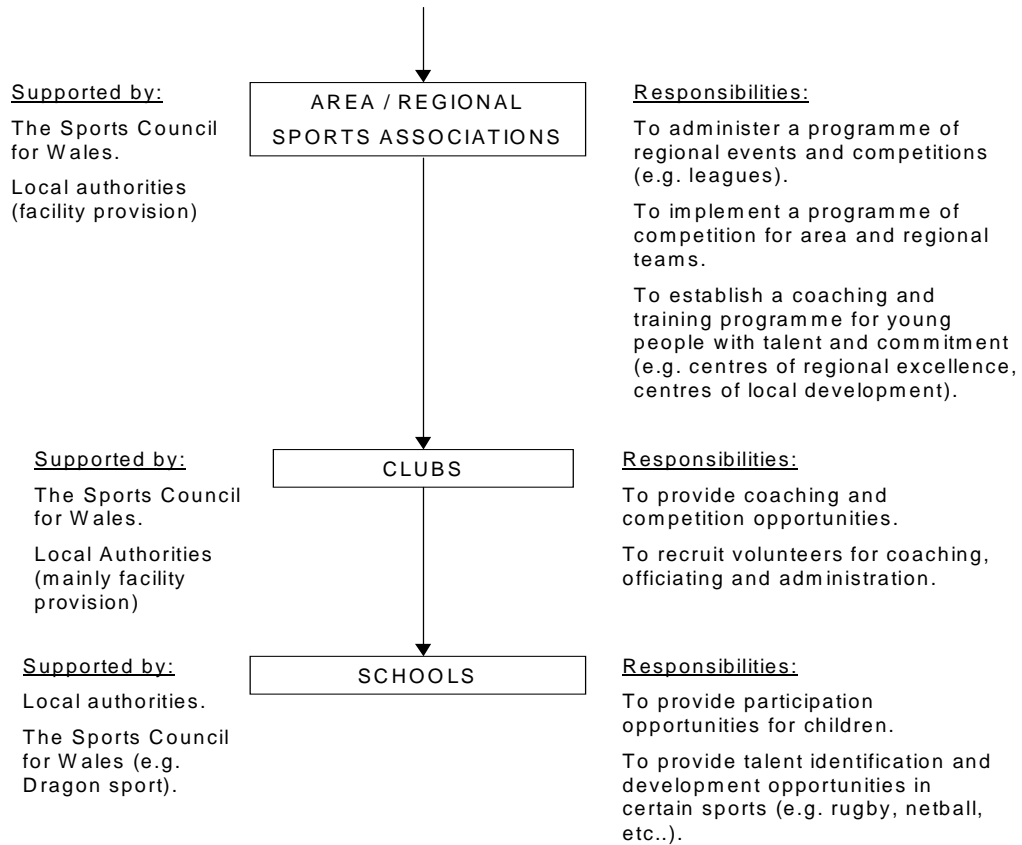 Supported by:
The Sports Council
for Wales.
Local authorities
(facility provision)
AREA / REGIONAL
SPORTS ASSOCIATIONS
Responsibilities:
To administer a programme of
regional events and competitions
(e.g. leagues).
To implement a programme of
competition for area and regional
teams.
To establish a coaching and
training programme for young
people with talent and commitment
(e.g. centres of regional excellence,
centres of local development).
Supported by:
The Sports Council
for Wales.
Local Authorities
(mainly facility
provision)
CLUBS
Responsibilities:
To provide coaching and
competition opportunities.
To recruit volunteers for coaching,
officiating and administration.
Supported by:
Local authorities.
The Sports Council
for Wales (e.g.
Dragon sport).
SCHOOLS
Responsibilities:
To provide participation
opportunities for children.
To provide talent identification and
development opportunities in
certain sports (e.g. rugby, netball,
etc..).